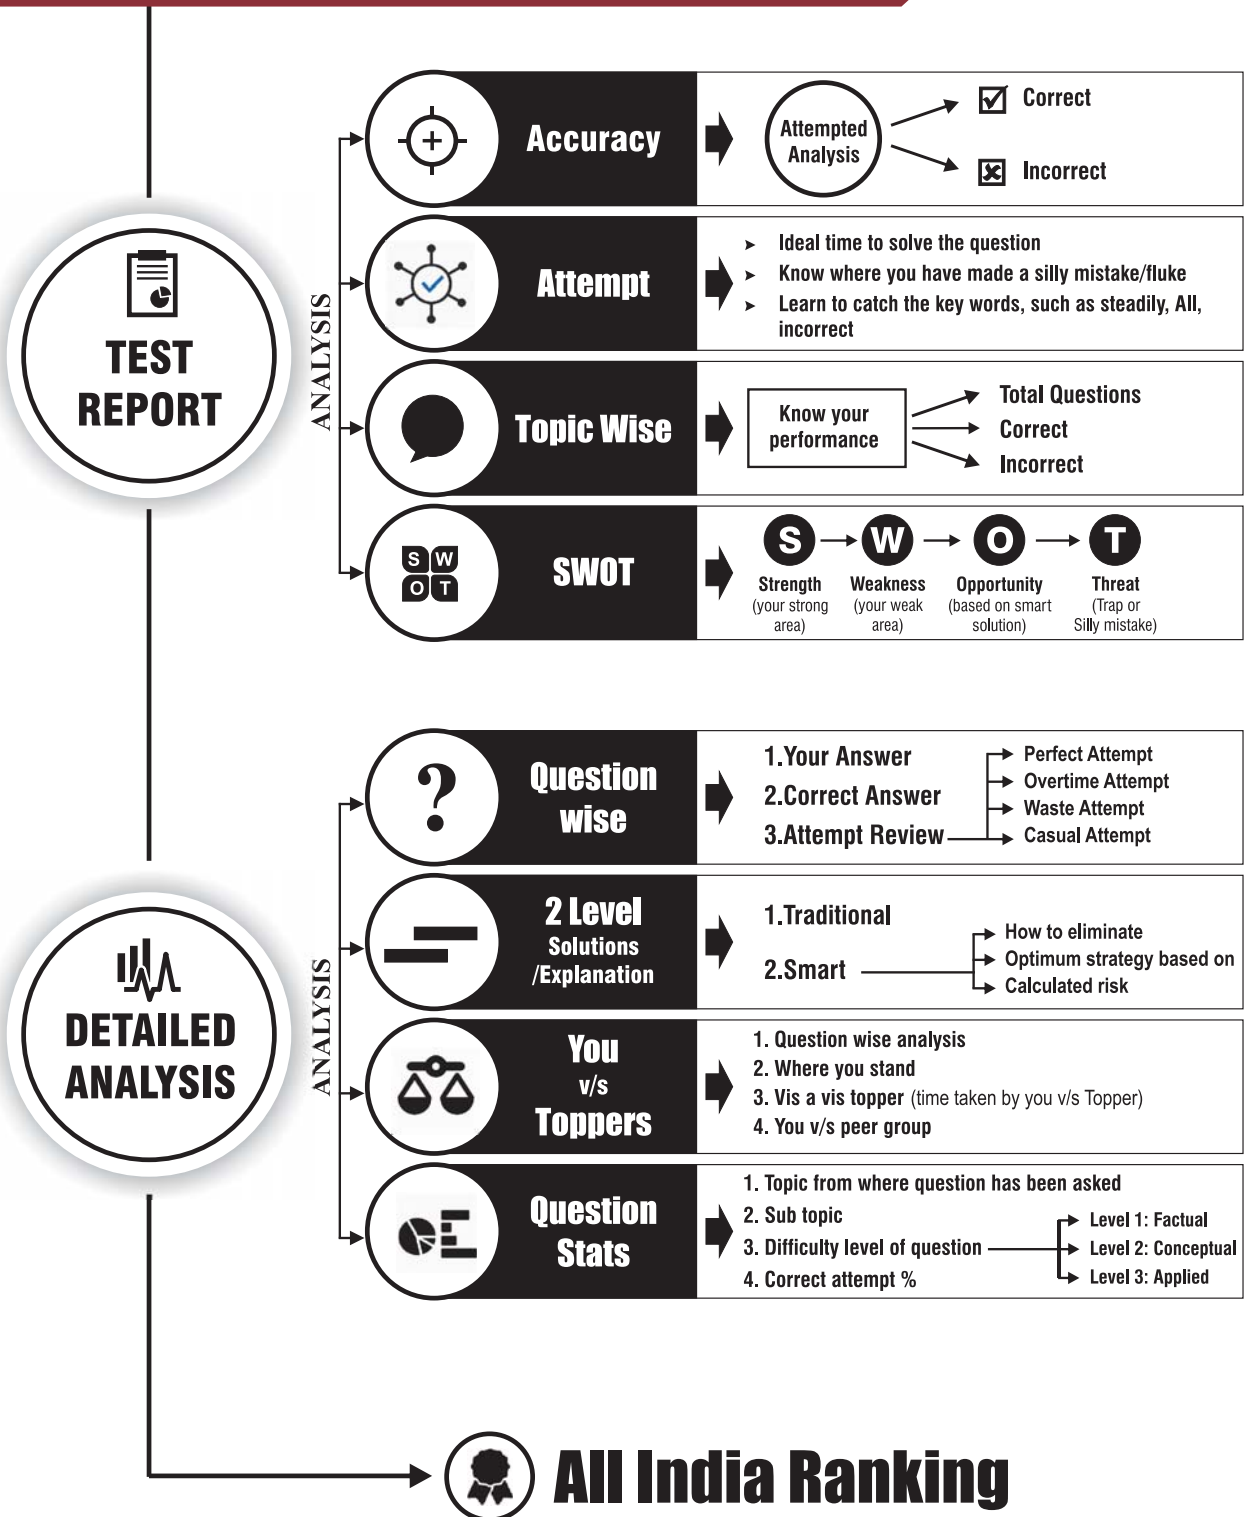 TEST
REPORT
ANALYSIS
Accuracy
Attempted
Analysis
Correct
Incorrect
Attempt
➤ Ideal time to solve the question
➤ Know where you have made a silly mistake/fluke
➤ Learn to catch the key words, such as steadily, All,
incorrect
Topic Wise
Know your
performance
Total Questions
Correct
Incorrect
S W
O T
SWOT
S W O T
Strength Weakness Opportunity Threat
(your strong (your weak (based on smart (Trap or
area) area) solution) Silly mistake)
DETAILED
ANALYSIS
ANALYSIS
?
Question
wise
1.Your Answer
2.Correct Answer
3.Attempt Review
Perfect Attempt
Overtime Attempt
Waste Attempt
Casual Attempt
2 Level
Solutions
/Explanation
1.Traditional
2.Smart
How to eliminate
Optimum strategy based on
Calculated risk
You
v/s
Toppers
1. Question wise analysis
2. Where you stand
3. Vis a vis topper (time taken by you v/s Topper)
4. You v/s peer group
Question
Stats
1. Topic from where question has been asked
2. Sub topic
3. Difficulty level of question
4. Correct attempt %
Level 1: Factual
Level 2: Conceptual
Level 3: Applied
All India Ranking